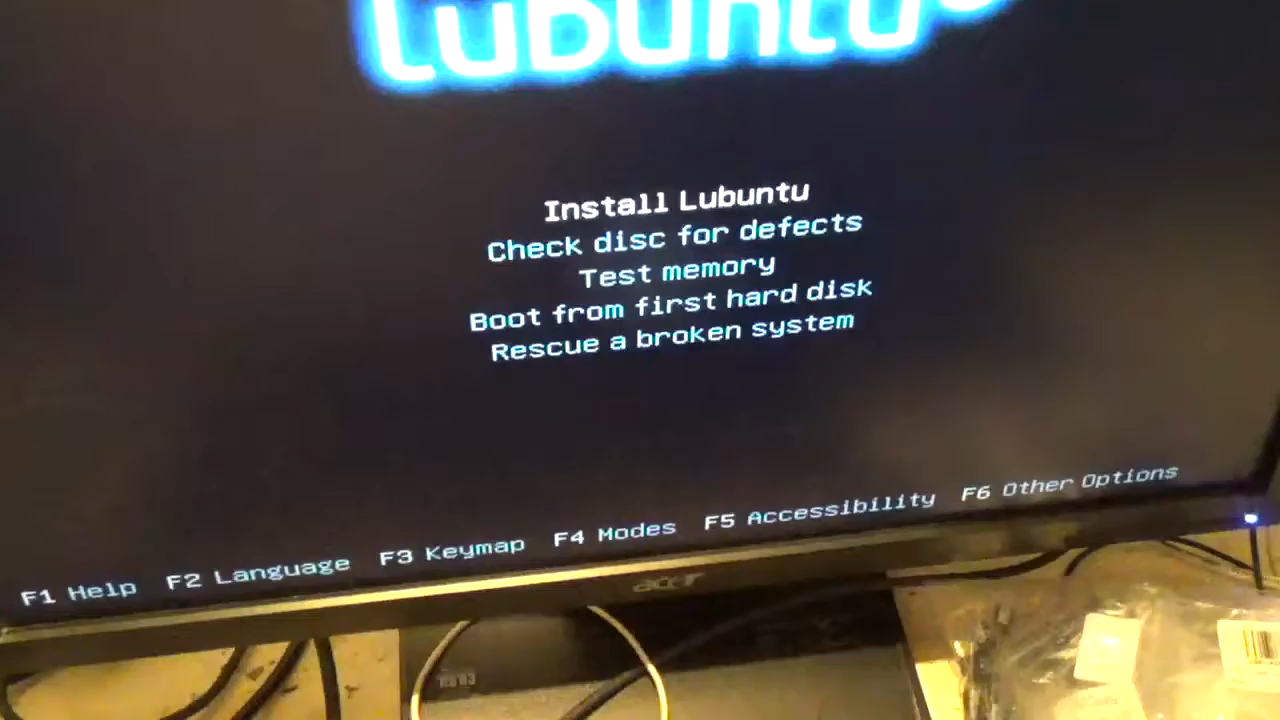 lubuntu
Install Lubuntu
Check disc for defects
Test memory
Boot from first hard disk
Rescue a broken system
F1 Help F2 Language F3 Keymap F4 Modes F5 Accessibility F6 Other Options
acer